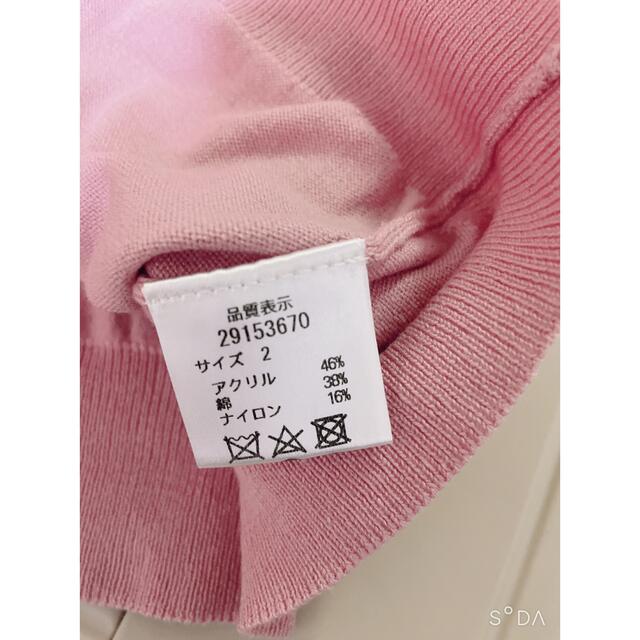 品質表示
29153670
サイズ 2
アクリル 46%
綿 38%
ナイロン 16%
SODA